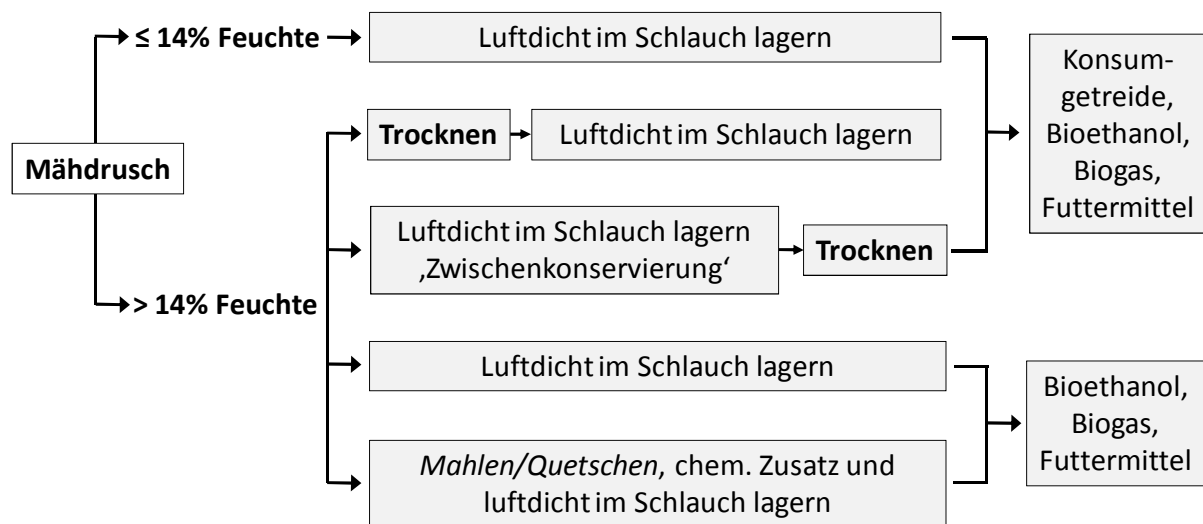 ≤ 14% Feuchte
Luftdicht im Schlauch lagern
Konsum-
getreide,
Bioethanol,
Biogas,
Futtermittel
Trocknen
Luftdicht im Schlauch lagern
Mähdrusch
Luftdicht im Schlauch lagern
‚Zwischenkonservierung‘
Trocknen
> 14% Feuchte
Luftdicht im Schlauch lagern
Bioethanol,
Biogas,
Futtermittel
Mahlen/Quetschen, chem. Zusatz und
luftdicht im Schlauch lagern